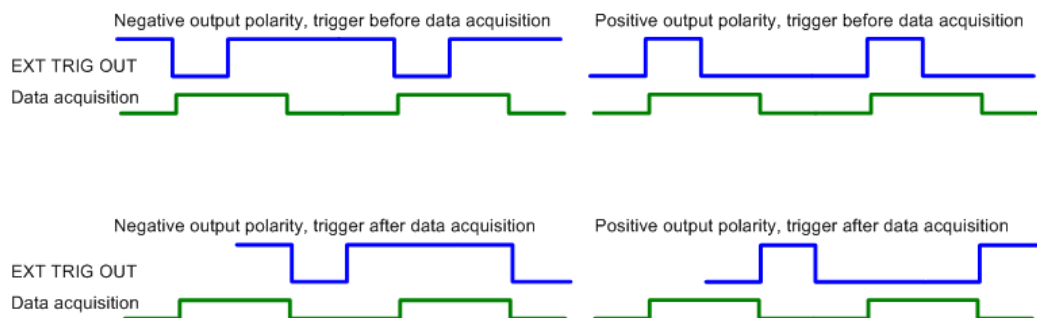 Negative output polarity, trigger before data acquisition
Positive output polarity, trigger before data acquisition
EXT TRIG OUT
Data acquisition
Negative output polarity, trigger after data acquisition
Positive output polarity, trigger after data acquisition
EXT TRIG OUT
Data acquisition